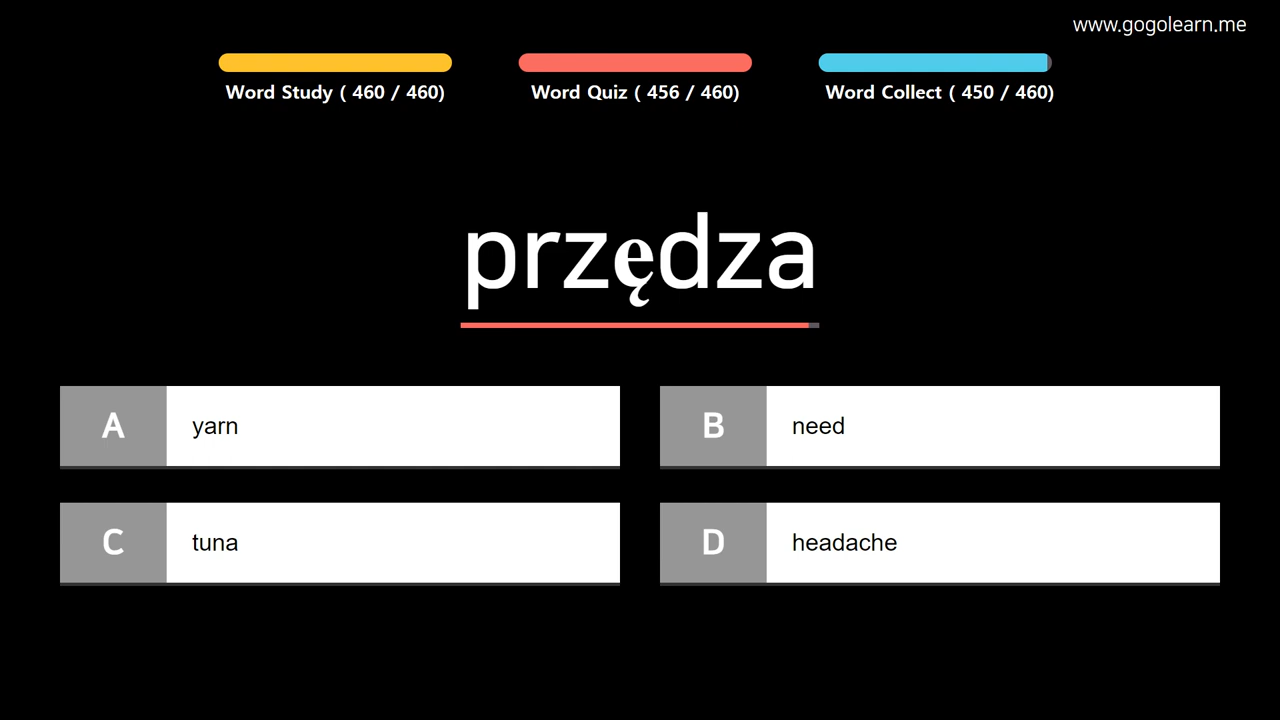 www.gogolearn.me
Word Study ( 460 / 460)
Word Quiz ( 456 / 460)
Word Collect ( 450 / 460)
przędza
A yarn
B need
C tuna
D headache